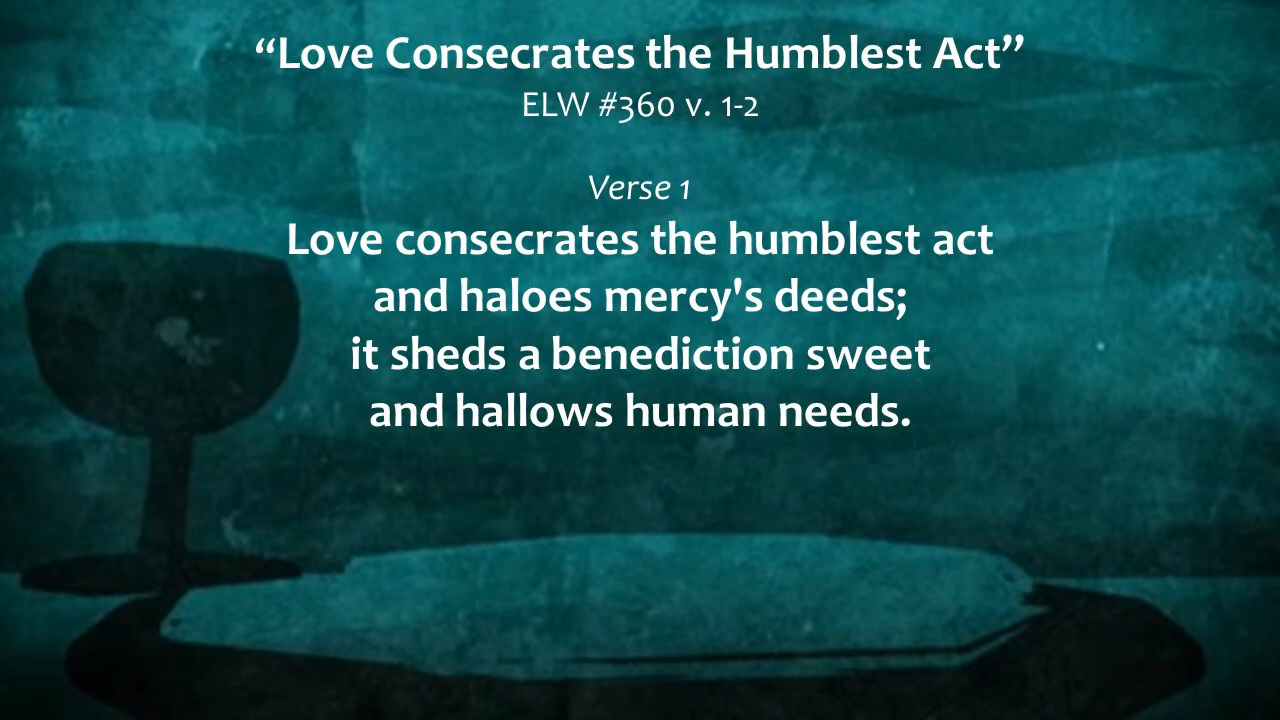 “Love Consecrates the Humblest Act”
ELW #360 v. 1-2
Verse 1
Love consecrates the humblest act
and haloes mercy's deeds;
it sheds a benediction sweet
and hallows human needs.